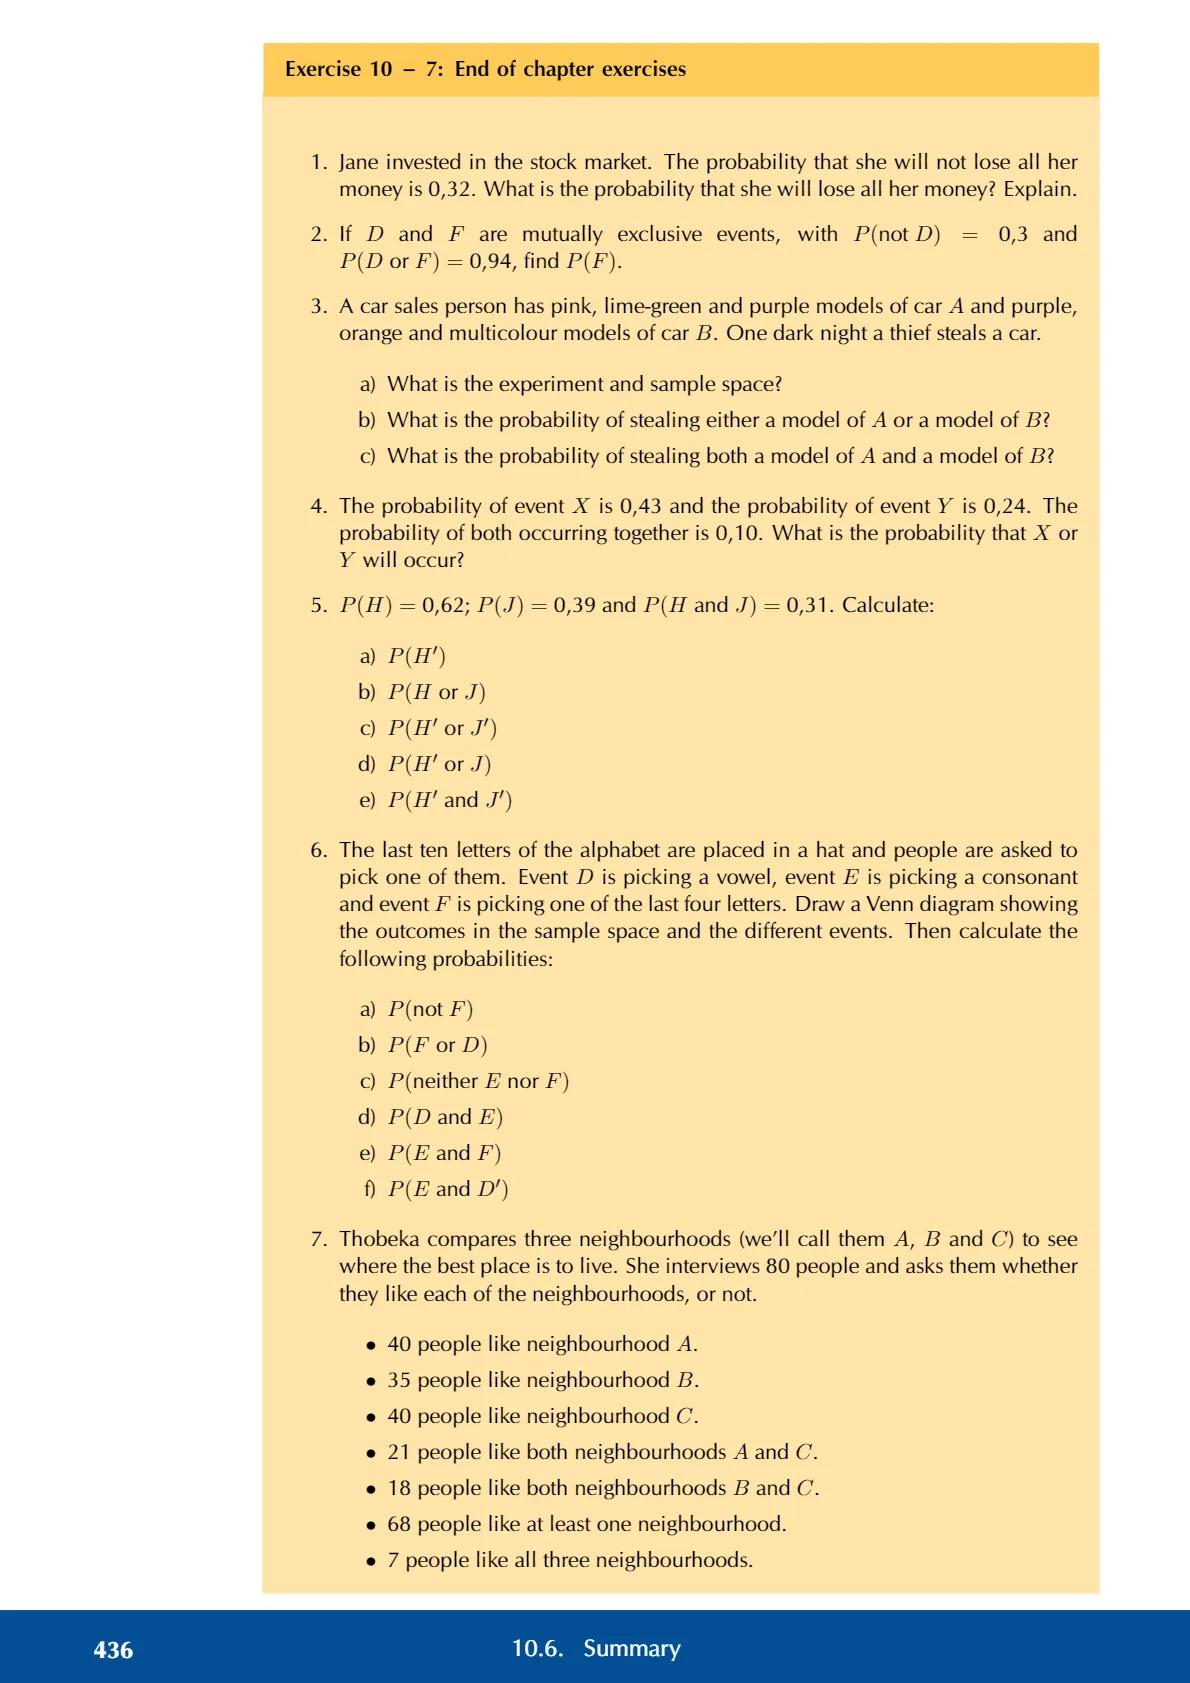 Exercise 10 – 7: End of chapter exercises
1. Jane invested in the stock market. The probability that she will not lose all her
money is 0,32. What is the probability that she will lose all her money? Explain.
2. If D and F are mutually exclusive events, with P(not D) = 0,3 and
P(D or F) = 0,94, find P(F).
3. A car sales person has pink, lime-green and purple models of car A and purple,
orange and multicolour models of car B. One dark night a thief steals a car.
a) What is the experiment and sample space?
b) What is the probability of stealing either a model of A or a model of B?
c) What is the probability of stealing both a model of A and a model of B?
4. The probability of event X is 0,43 and the probability of event Y is 0,24. The
probability of both occurring together is 0,10. What is the probability that X or
Y will occur?
5. P(H) = 0,62; P(J) = 0,39 and P(H and J) = 0,31. Calculate:
a) P(H′)
b) P(H or J)
c) P(H′ or J′)
d) P(H′ or J)
e) P(H′ and J′)
6. The last ten letters of the alphabet are placed in a hat and people are asked to
pick one of them. Event D is picking a vowel, event E is picking a consonant
and event F is picking one of the last four letters. Draw a Venn diagram showing
the outcomes in the sample space and the different events. Then calculate the
following probabilities:
a) P(not F)
b) P(F or D)
c) P(neither E nor F)
d) P(D and E)
e) P(E and F)
f) P(E and D′)
7. Thobeka compares three neighbourhoods (we’ll call them A, B and C) to see
where the best place is to live. She interviews 80 people and asks them whether
they like each of the neighbourhoods, or not.
• 40 people like neighbourhood A.
• 35 people like neighbourhood B.
• 40 people like neighbourhood C.
• 21 people like both neighbourhoods A and C.
• 18 people like both neighbourhoods B and C.
• 68 people like at least one neighbourhood.
• 7 people like all three neighbourhoods.
436
10.6. Summary